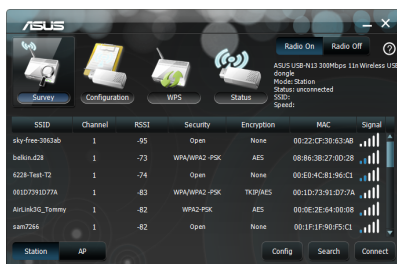 ASUS
Radio On Radio Off
ASUS USB-N13 300Mbps 11n Wireless USB
dongle
Mode: Station
Status: unconnected
SSID:
Speed:
Survey Configuration WPS Status
SSID Channel RSSI Security Encryption MAC Signal
sky-free-3063ab 1 -95 Open None 00:22:CF:30:63:AB
belkin.d28 1 -73 WPA/WPA2 -PSK AES 08:86:3B:27:0D:28
6228-Test-T2 1 -74 Open None 00:E0:4C:81:96:C1
001D7391D77A 1 -83 WPA/WPA2 -PSK TKIP/AES 00:1D:73:91:D7:7A
AirLink3G_Tommy 1 -82 WPA2-PSK AES 00:0E:2E:64:00:08
sam7266 1 -82 Open None 00:1F:1F:90:F5:C1
Station AP Config Search Connect